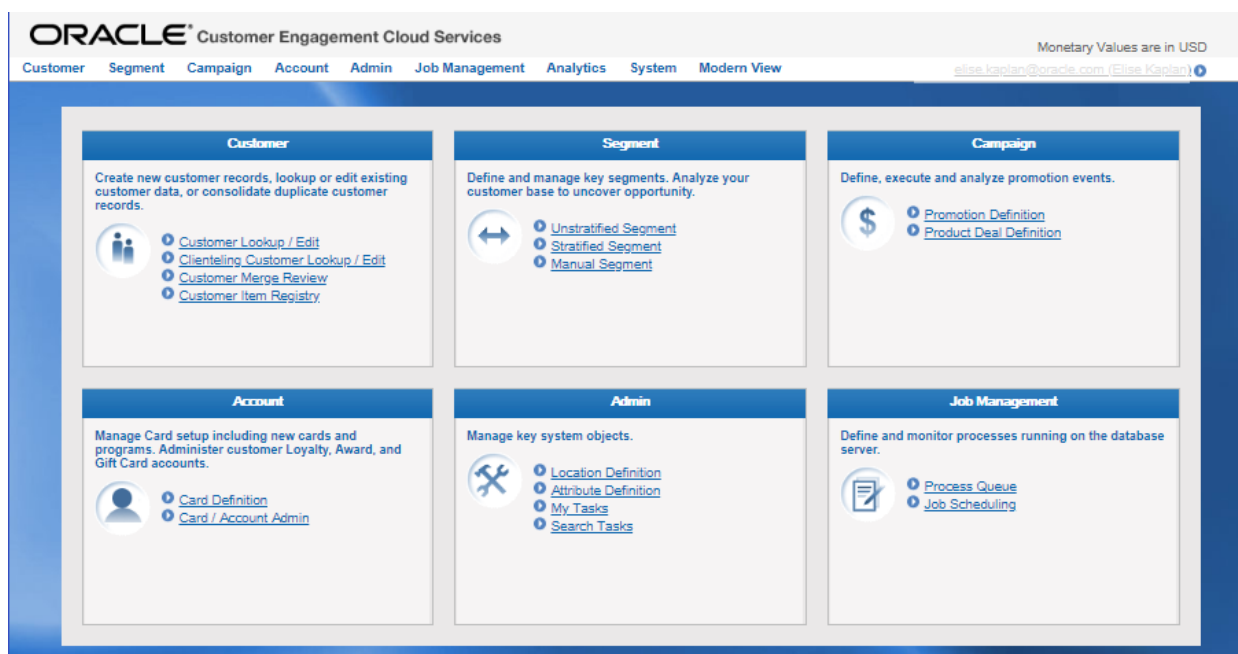 ORACLE® Customer Engagement Cloud Services
Monetary Values are in USD
Customer Segment Campaign Account Admin Job Management Analytics System Modern View elise.kaplan@oracle.com (Elise Kaplan)
Customer
Create new customer records, lookup or edit existing
customer data, or consolidate duplicate customer
records.
Customer Lookup / Edit
Clienteling Customer Lookup / Edit
Customer Merge Review
Customer Item Registry
Segment
Define and manage key segments. Analyze your
customer base to uncover opportunity.
Unstratified Segment
Stratified Segment
Manual Segment
Campaign
Define, execute and analyze promotion events.
$
Promotion Definition
Product Deal Definition
Account
Manage Card setup including new cards and
programs. Administer customer Loyalty, Award, and
Gift Card accounts.
Card Definition
Card / Account Admin
Admin
Manage key system objects.
Location Definition
Attribute Definition
My Tasks
Search Tasks
Job Management
Define and monitor processes running on the database
server.
Process Queue
Job Scheduling